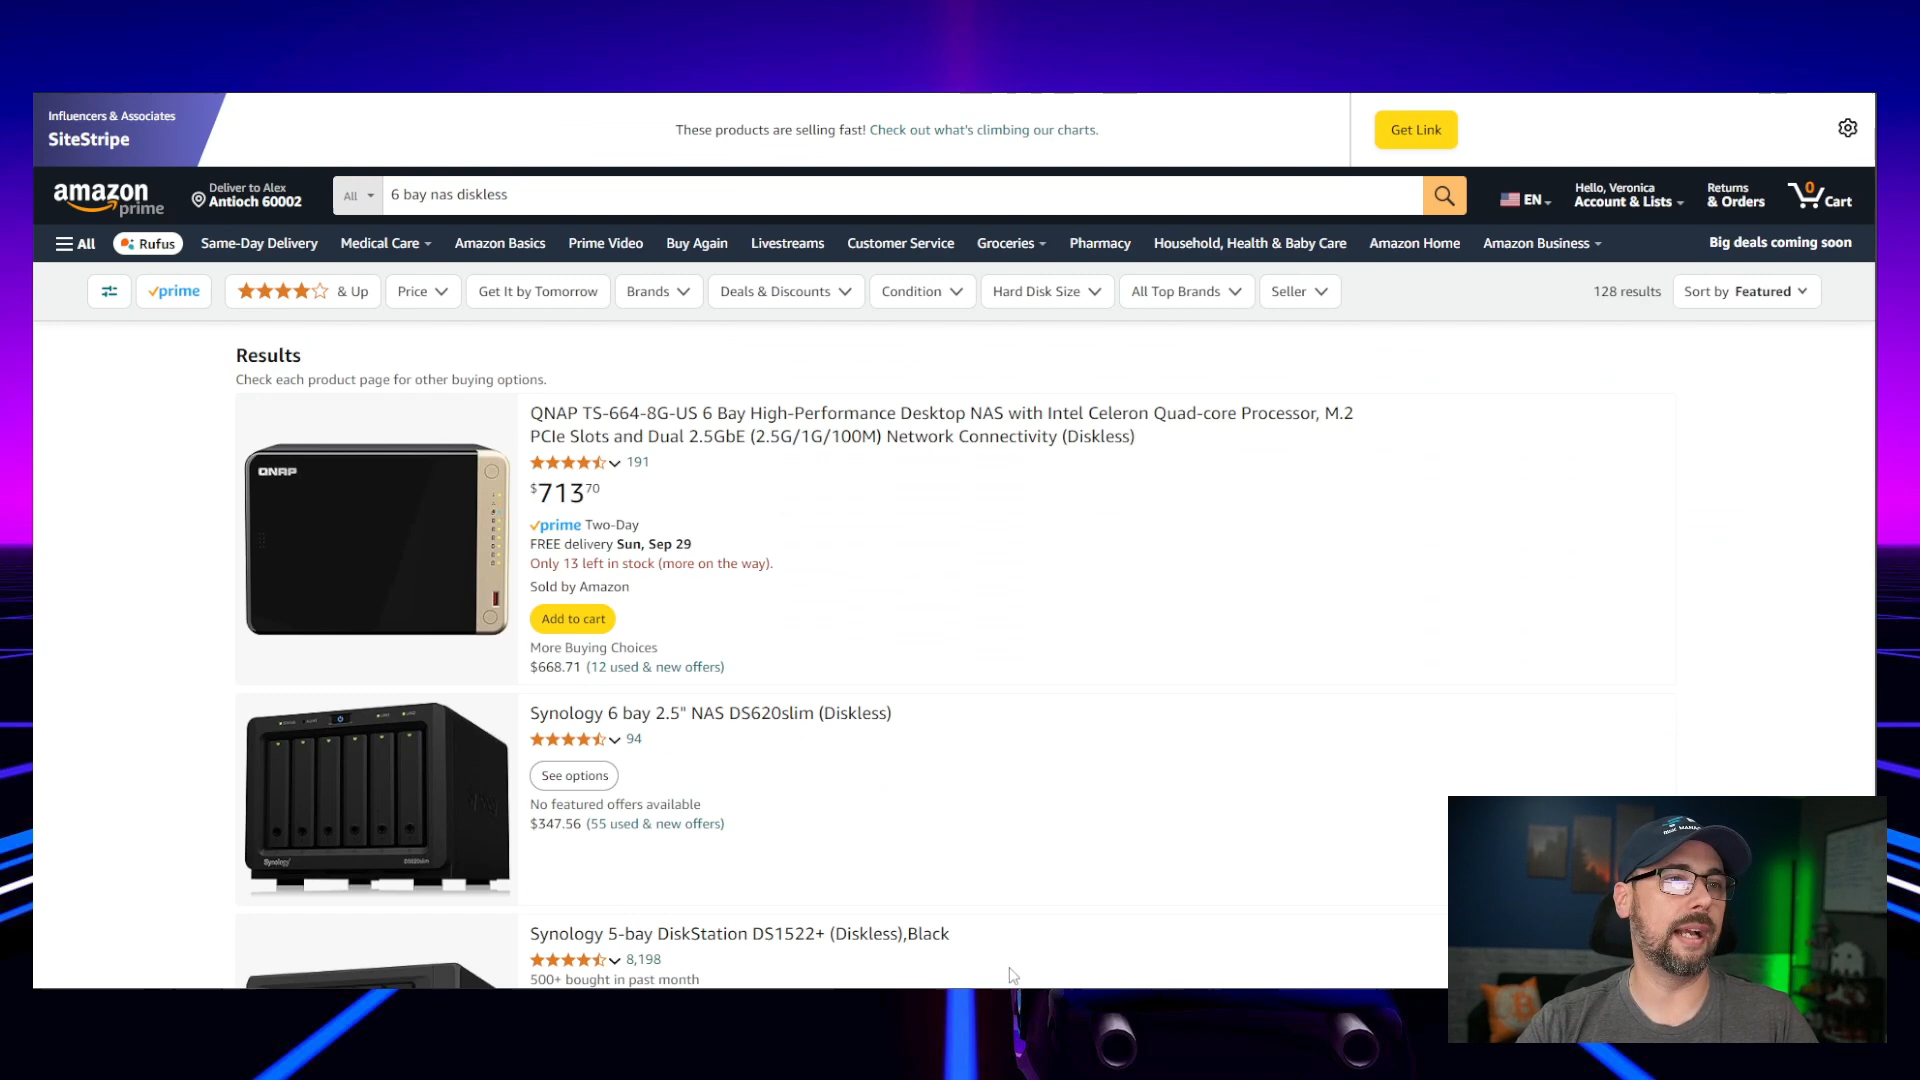 Influencers & Associates
SiteStripe
These products are selling fast! Check out what's climbing our charts.
Get Link
amazon
prime
Deliver to Alex
Antioch 60002
All
6 bay nas diskless
EN
Hello, Veronica
Account & Lists
Returns
& Orders
0
Cart
All
Rufus
Same-Day Delivery
Medical Care
Amazon Basics
Prime Video
Buy Again
Livestreams
Customer Service
Groceries
Pharmacy
Household, Health & Baby Care
Amazon Home
Amazon Business
Big deals coming soon
prime
& Up
Price
Get It by Tomorrow
Brands
Deals & Discounts
Condition
Hard Disk Size
All Top Brands
Seller
128 results
Sort by Featured
Results
Check each product page for other buying options.
QNAP
QNAP TS-664-8G-US 6 Bay High-Performance Desktop NAS with Intel Celeron Quad-core Processor, M.2
PCIe Slots and Dual 2.5GbE (2.5G/1G/100M) Network Connectivity (Diskless)
191
$713.70
prime Two-Day
FREE delivery Sun, Sep 29
Only 13 left in stock (more on the way).
Sold by Amazon
Add to cart
More Buying Choices
$668.71 (12 used & new offers)
Synology
DS620slim
Synology 6 bay 2.5" NAS DS620slim (Diskless)
94
See options
No featured offers available
$347.56 (55 used & new offers)
Synology 5-bay DiskStation DS1522+ (Diskless),Black
8,198
500+ bought in past month